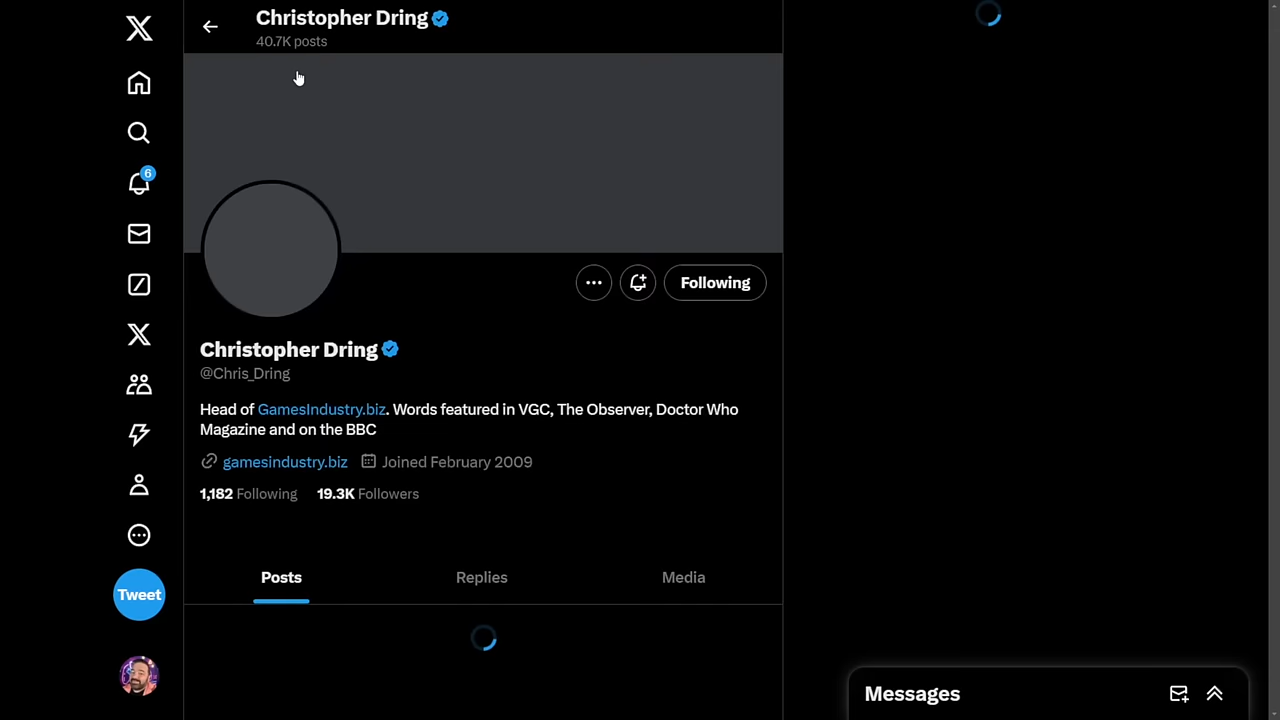 Christopher Dring
40.7K posts
6
Following
Christopher Dring
@Chris_Dring
Head of GamesIndustry.biz. Words featured in VGC, The Observer, Doctor Who
Magazine and on the BBC
gamesindustry.biz Joined February 2009
1,182 Following 19.3K Followers
Posts Replies Media
Tweet
Messages